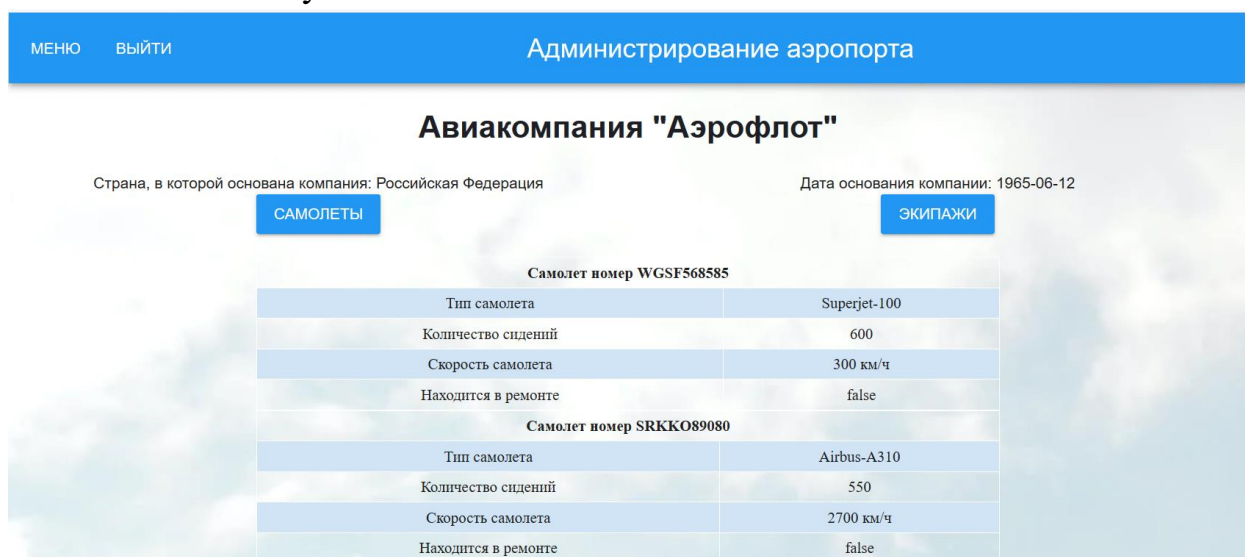 МЕНЮ ВЫЙТИ Администрирование аэропорта
Авиакомпания "Аэрофлот"
Страна, в которой основана компания: Российская Федерация Дата основания компании: 1965-06-12
САМОЛЕТЫ ЭКИПАЖИ
Самолет номер WGSF568585
Тип самолета Superjet-100
Количество сидений 600
Скорость самолета 300 км/ч
Находится в ремонте false
Самолет номер SRKKO89080
Тип самолета Airbus-A310
Количество сидений 550
Скорость самолета 2700 км/ч
Находится в ремонте false